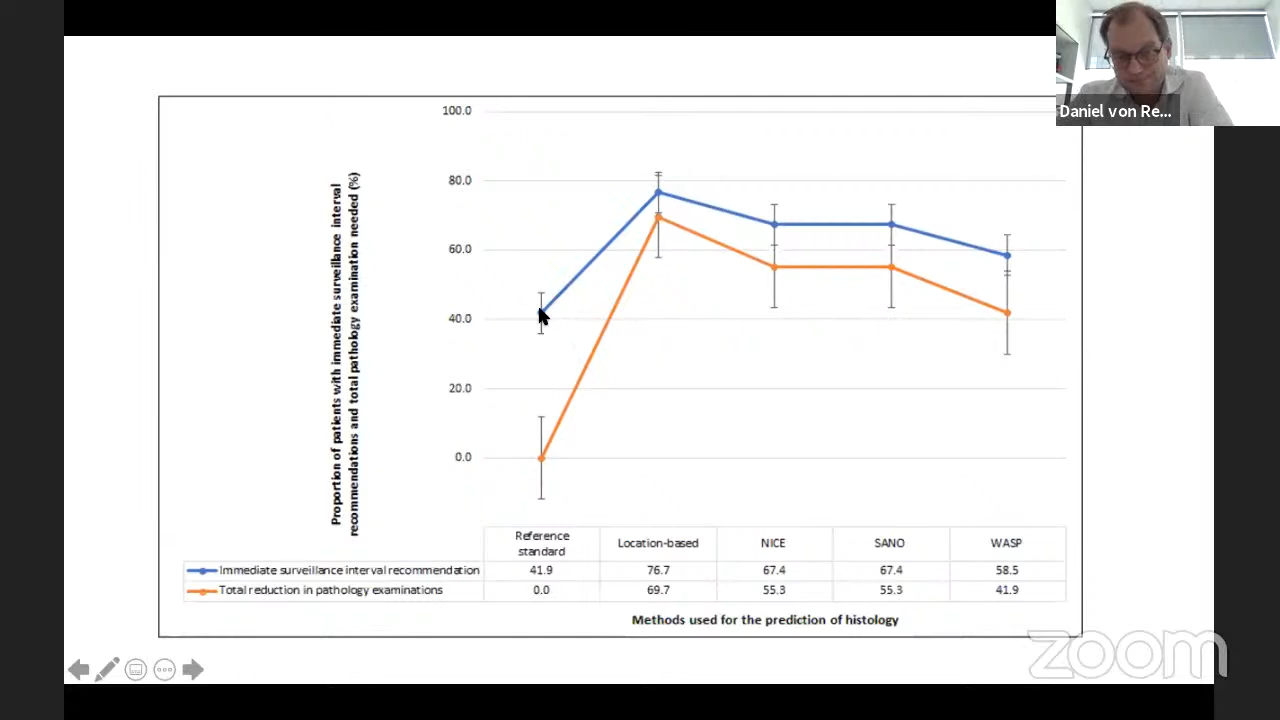 Daniel von Re...
Proportion of patients with immediate surveillance interval
recommendations and total pathology examination needed (%)
100.0
80.0
60.0
40.0
20.0
0.0
Reference standard Location-based NICE SANO WASP
Immediate surveillance interval recommendation 41.9 76.7 67.4 67.4 58.5
Total reduction in pathology examinations 0.0 69.7 55.3 55.3 41.9
Methods used for the prediction of histology
zoom